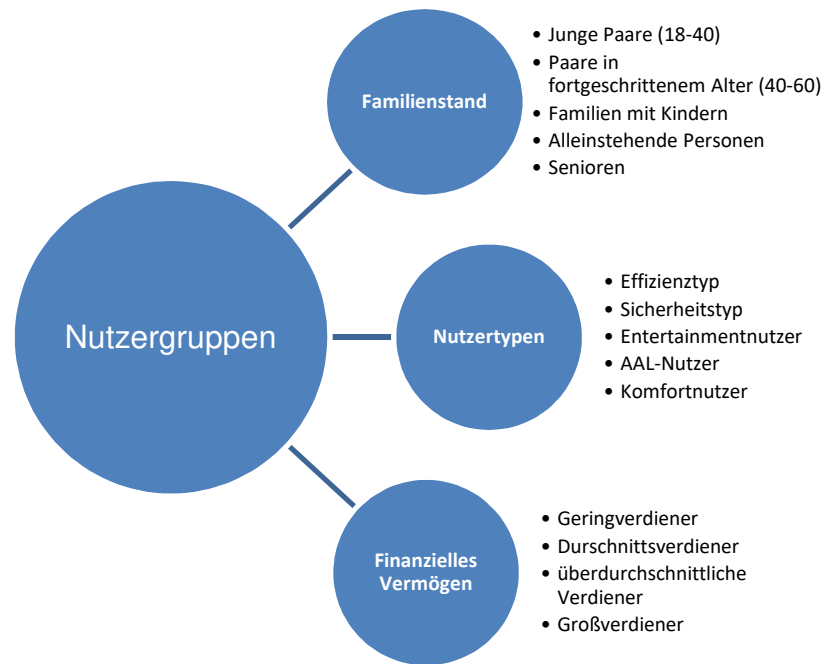 Nutzergruppen
Familienstand
• Junge Paare (18-40)
• Paare in
fortgeschrittenem Alter (40-60)
• Familien mit Kindern
• Alleinstehende Personen
• Senioren
Nutzertypen
• Effizienztyp
• Sicherheitstyp
• Entertainmentnutzer
• AAL-Nutzer
• Komfortnutzer
Finanzielles
Vermögen
• Geringverdiener
• Durschnittsverdiener
• überdurchschnittliche
Verdiener
• Großverdiener